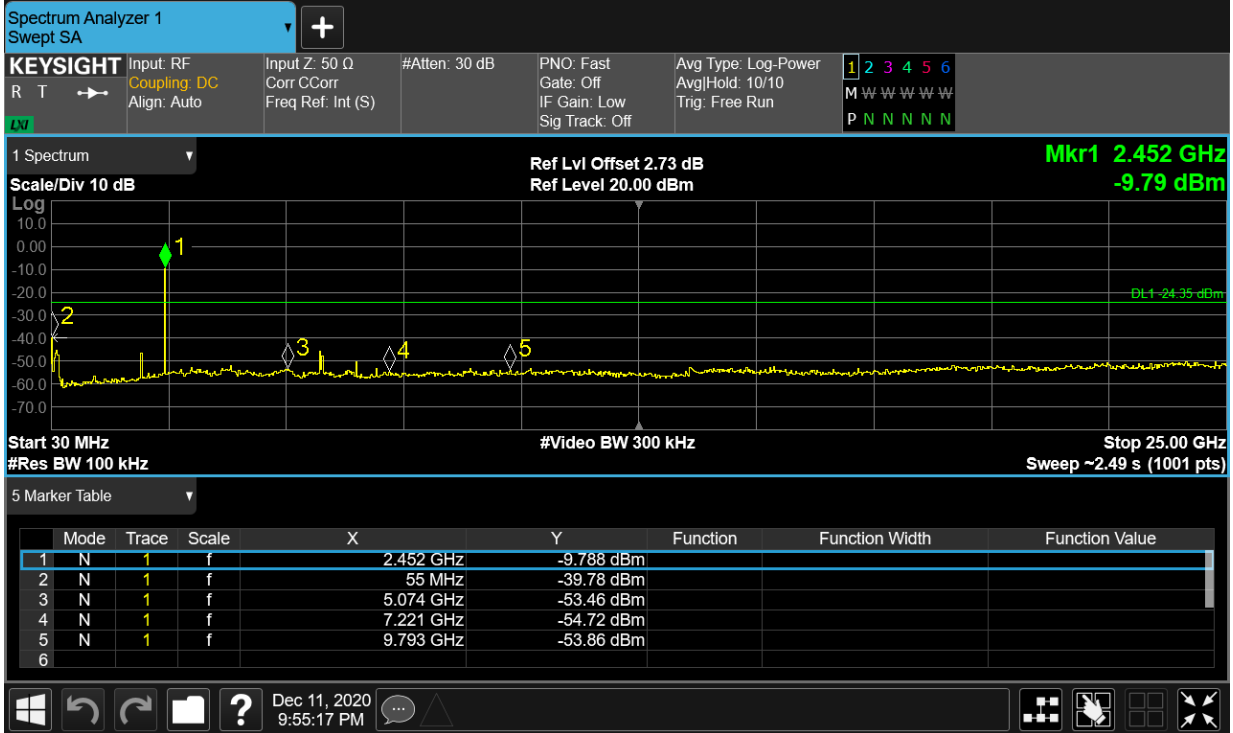 Spectrum Analyzer 1
Swept SA
KEYSIGHT Input: RF Input Z: 50 Ω #Atten: 30 dB PNO: Fast Avg Type: Log-Power 1 2 3 4 5 6
R T Coupling: DC Corr CCorr Gate: Off Avg|Hold: 10/10 M W W W W W
Align: Auto Freq Ref: Int (S) IF Gain: Low Trig: Free Run
LXI Sig Track: Off P N N N N N
1 Spectrum
Ref Lvl Offset 2.73 dB Mkr1 2.452 GHz
Scale/Div 10 dB Ref Level 20.00 dBm -9.79 dBm
Log
10.0
0.00 1
-10.0
-20.0 DL1 -24.35 dBm
-30.0 2
-40.0 3 4 5
-50.0
-60.0
-70.0
Start 30 MHz #Video BW 300 kHz Stop 25.00 GHz
#Res BW 100 kHz Sweep ~2.49 s (1001 pts)
5 Marker Table
Mode Trace Scale X Y Function Function Width Function Value
1 N 1 f 2.452 GHz -9.788 dBm
2 N 1 f 55 MHz -39.78 dBm
3 N 1 f 5.074 GHz -53.46 dBm
4 N 1 f 7.221 GHz -54.72 dBm
5 N 1 f 9.793 GHz -53.86 dBm
6
? Dec 11, 2020
9:55:17 PM